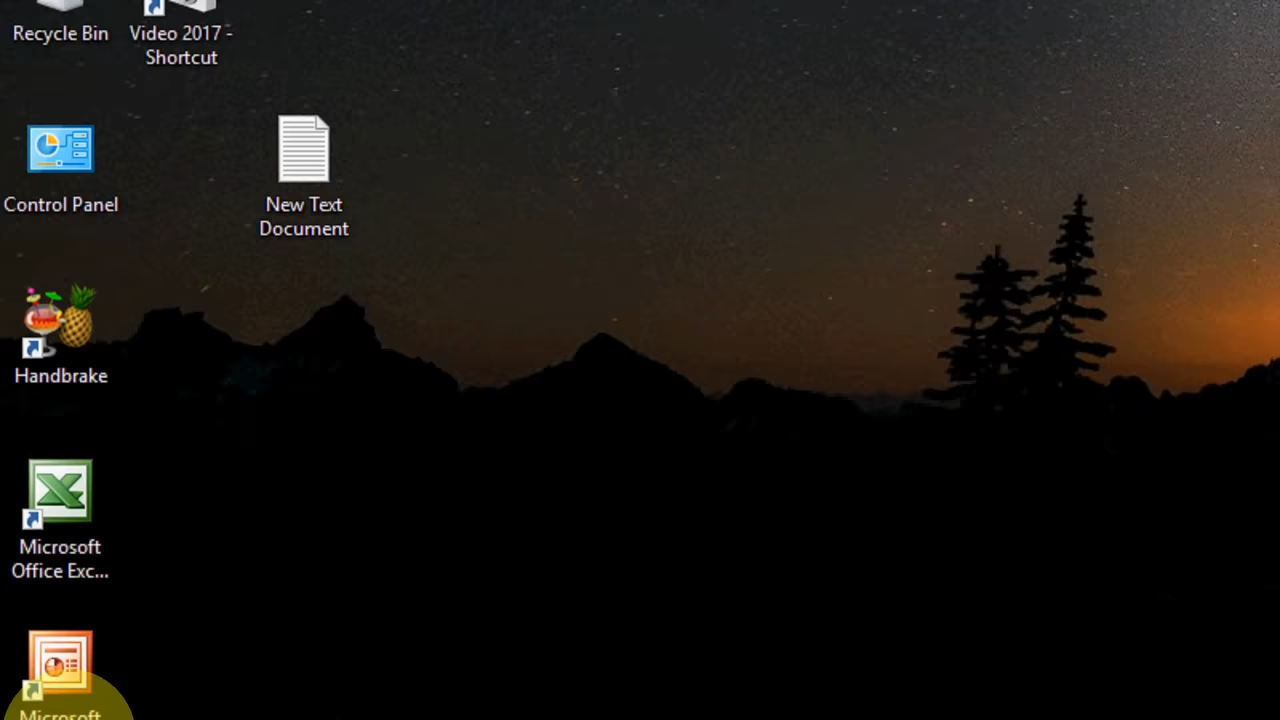 Recycle Bin
Video 2017 -
Shortcut
Control Panel
New Text
Document
Handbrake
Microsoft
Office Exc...
Microsoft